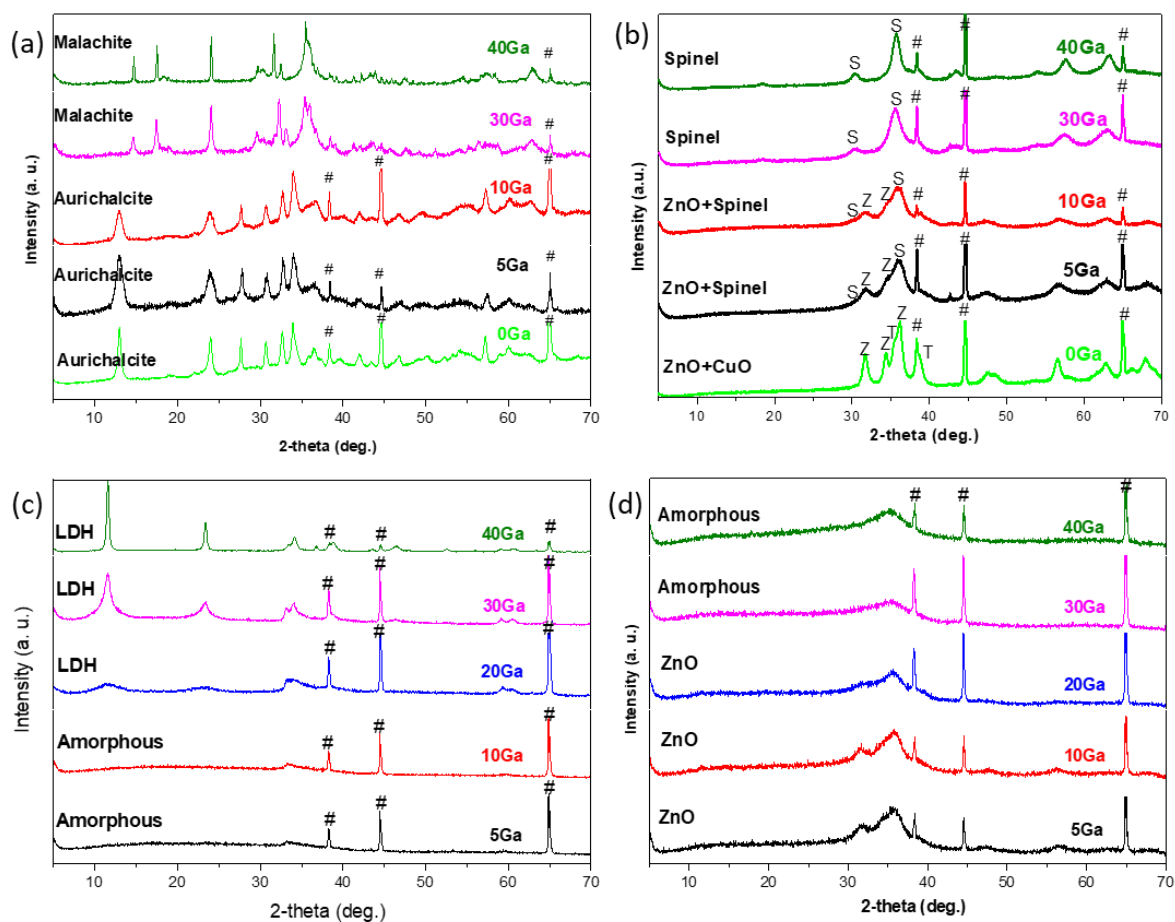 (a)
Malachite
40Ga
#
Malachite
30Ga
#
Aurichalcite
10Ga
# # #
Aurichalcite
5Ga
# # #
Aurichalcite
0Ga
# # #
Intensity (a. u.)
10 20 30 40 50 60 70
2-theta (deg.)
(b)
Spinel
S S # # #
40Ga
Spinel
S S # # #
30Ga
ZnO+Spinel
S Z Z S # # #
10Ga
ZnO+Spinel
S Z Z S # # #
5Ga
ZnO+CuO
Z Z T Z # T # #
0Ga
Intensity (a. u.)
10 20 30 40 50 60 70
2-theta (deg.)
(c)
LDH
# # #
40Ga
LDH
# # #
30Ga
LDH
# # #
20Ga
Amorphous
# # #
10Ga
Amorphous
# # #
5Ga
Intensity (a. u.)
10 20 30 40 50 60 70
2-theta (deg.)
(d)
# # #
Amorphous
40Ga
Amorphous
30Ga
ZnO
20Ga
ZnO
10Ga
ZnO
5Ga
Intensity (a. u.)
10 20 30 40 50 60 70
2-theta (deg.)